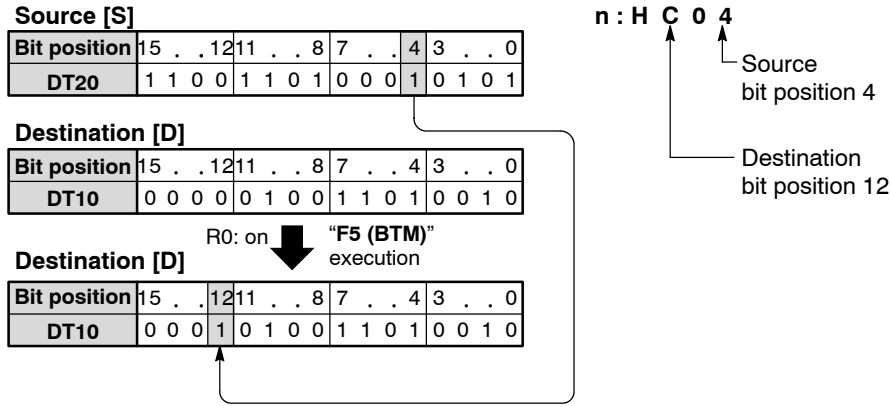 Source [S]
Bit position 15 . . 12 11 . . 8 7 . . 4 3 . . 0
DT20 1 1 0 0 1 1 0 1 0 0 0 1 0 1 0 1
n : H C 0 4
Source
bit position 4
Destination
bit position 12
Destination [D]
Bit position 15 . . 12 11 . . 8 7 . . 4 3 . . 0
DT10 0 0 0 0 0 1 0 0 1 1 0 1 0 0 1 0
R0: on “F5 (BTM)”
execution
Destination [D]
Bit position 15 . . 12 11 . . 8 7 . . 4 3 . . 0
DT10 0 0 0 1 0 1 0 0 1 1 0 1 0 0 1 0